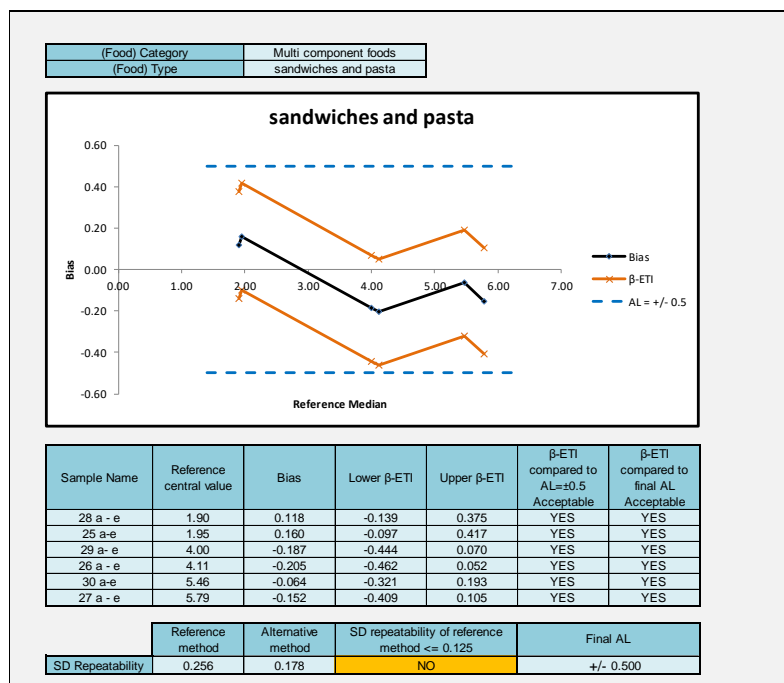 (Food) Category Multi component foods
(Food) Type sandwiches and pasta
sandwiches and pasta
0.60
0.40
0.20
0.00
-0.20
-0.40
-0.60
0.00 1.00 2.00 3.00 4.00 5.00 6.00 7.00
Bias
Reference Median
Bias
β-ETI
AL = +/- 0.5
Sample Name Reference central value Bias Lower β-ETI Upper β-ETI β-ETI compared to AL=±0.5 Acceptable β-ETI compared to final AL Acceptable
28 a - e 1.90 0.118 -0.139 0.375 YES YES
25 a-e 1.95 0.160 -0.097 0.417 YES YES
29 a- e 4.00 -0.187 -0.444 0.070 YES YES
26 a - e 4.11 -0.205 -0.462 0.052 YES YES
30 a-e 5.46 -0.064 -0.321 0.193 YES YES
27 a - e 5.79 -0.152 -0.409 0.105 YES YES
Reference method Alternative method SD repeatability of reference method <= 0.125 Final AL
SD Repeatability 0.256 0.178 NO +/- 0.500